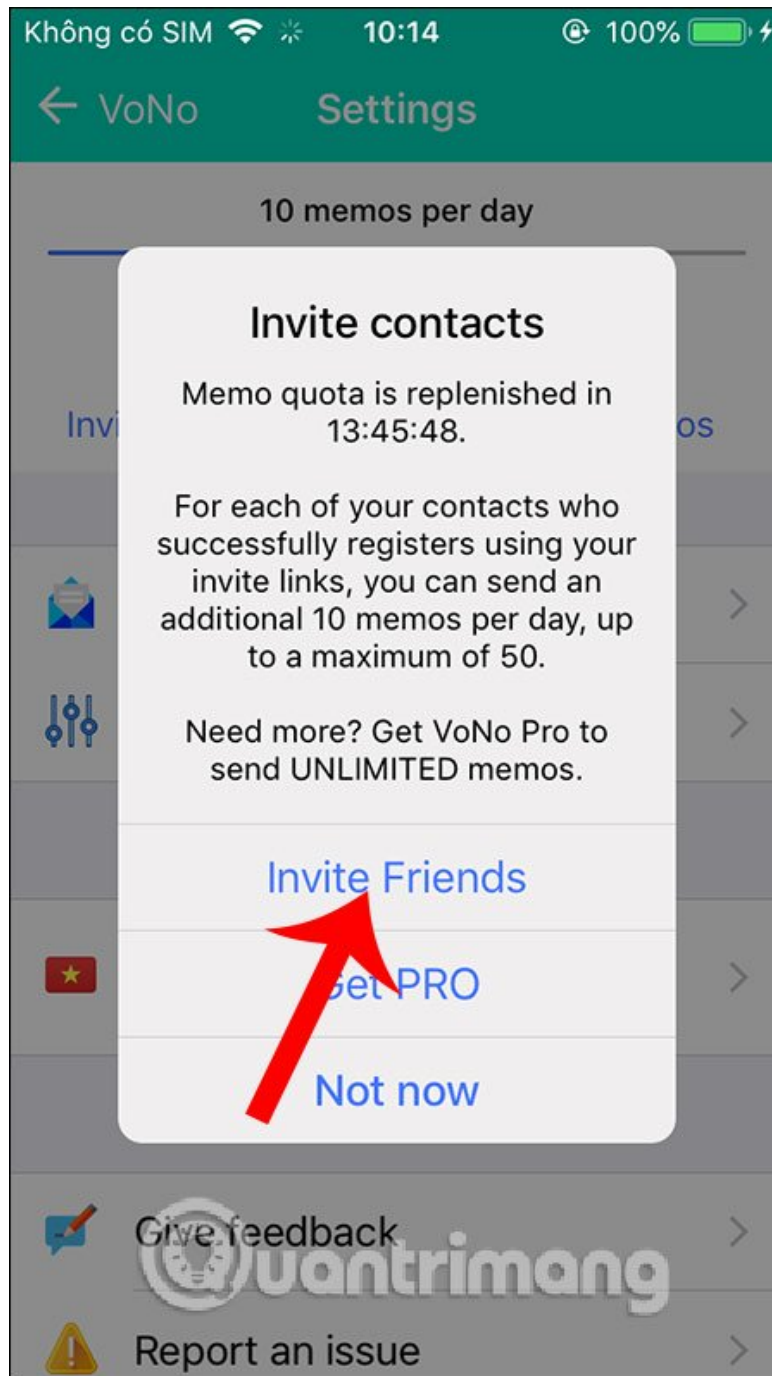 Không có SIM 10:14 100%
VoNo Settings
10 memos per day
Invite contacts
Memo quota is replenished in
13:45:48.
For each of your contacts who
successfully registers using your
invite links, you can send an
additional 10 memos per day, up
to a maximum of 50.
Need more? Get VoNo Pro to
send UNLIMITED memos.
Invite Friends
Get PRO
Not now
Give feedback
Quantrimang
Report an issue